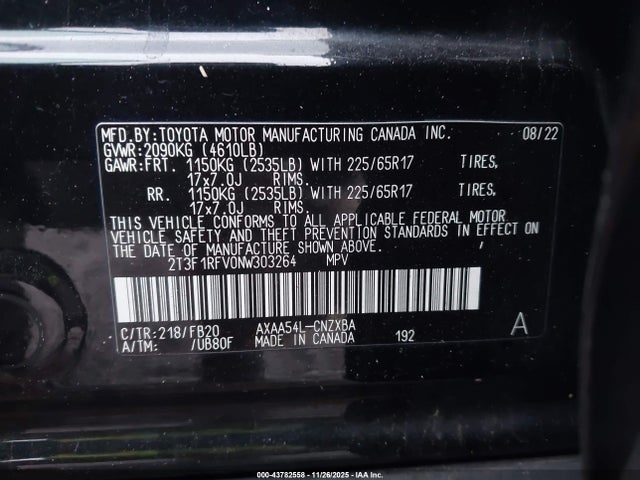 MFD.BY:TOYOTA MOTOR MANUFACTURING CANADA INC. 08/22
GVWR:2090KG (4610LB)
GAWR:FRT. 1150KG (2535LB) WITH 225/65R17 TIRES,
17x7.0J RIMS.
RR. 1150KG (2535LB) WITH 225/65R17 TIRES,
17x7.0J RIMS.
THIS VEHICLE CONFORMS TO ALL APPLICABLE FEDERAL MOTOR
VEHICLE SAFETY AND THEFT PREVENTION STANDARDS IN EFFECT ON
THE DATE OF MANUFACTURE SHOWN ABOVE.
2T3F1RFV0NW303264 MPV
C/TR:218/FB20 AXAA54L-CNZXBA
A/TM: /UB80F MADE IN CANADA 192 A
000-43782558 - 11/26/2025 - IAA Inc.